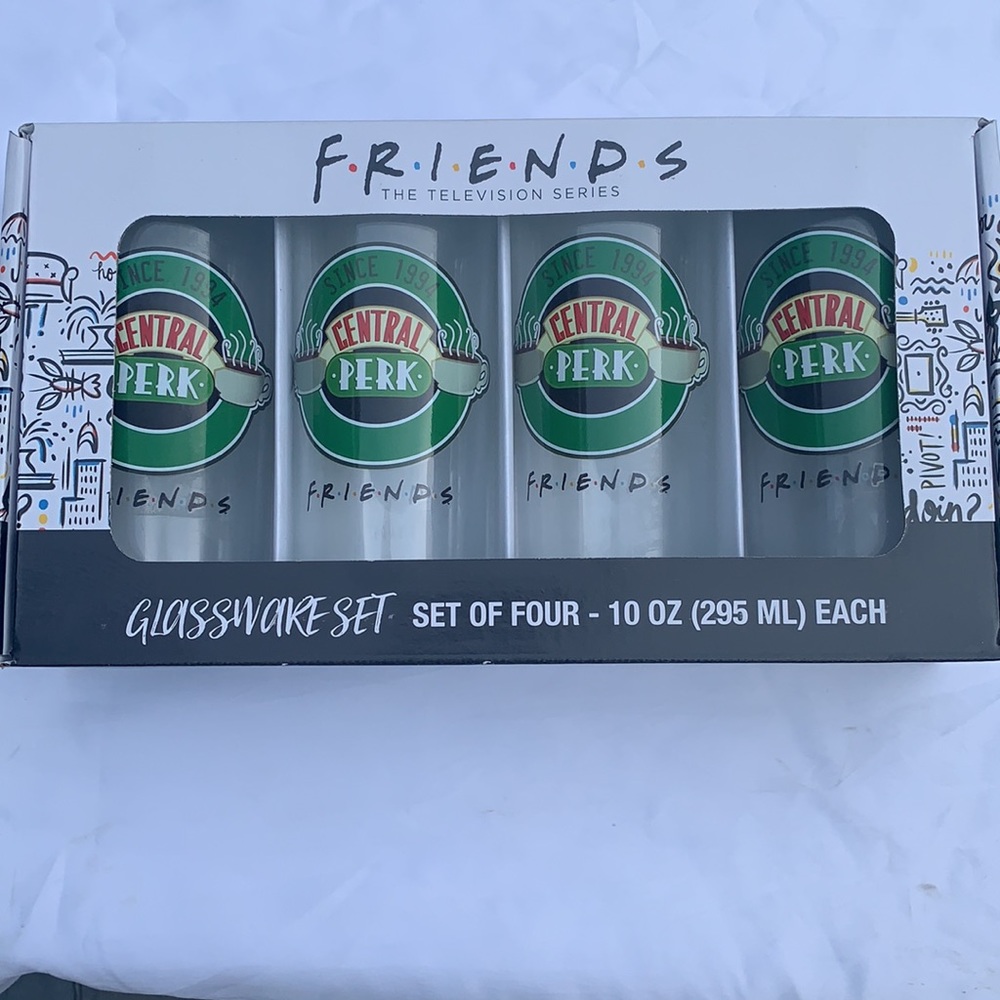 F·R·I·E·N·D·S
THE TELEVISION SERIES
SINCE 1994
CENTRAL
PERK
F·R·I·E·N·D·S
SINCE 1994
CENTRAL
·PERK·
F·R·I·E·N·D·S
SINCE 1994
CENTRAL
·PERK·
F·R·I·E·N·D·S
SINCE 1994
CENTRAL
·PERK·
F·R·I·E·N·D
PIVOT!
doin?
GLASSWARE SET
SET OF FOUR - 10 OZ (295 ML) EACH